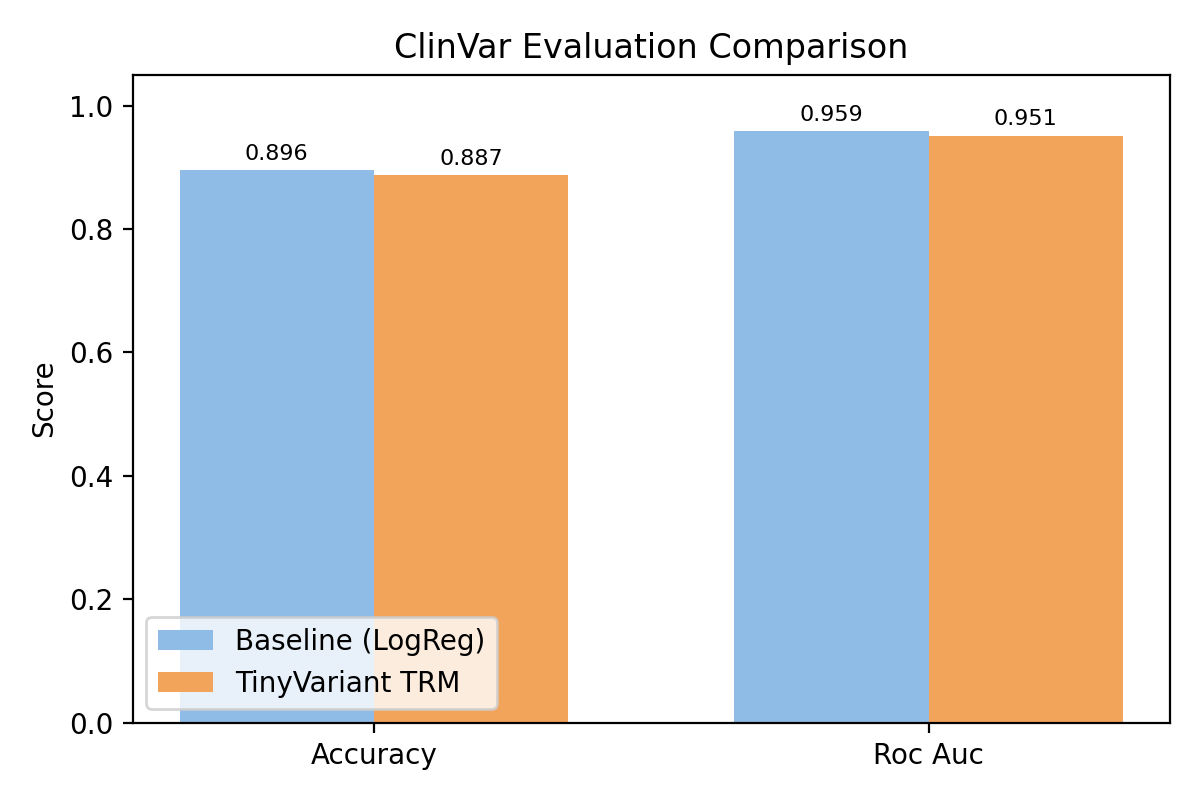 ClinVar Evaluation Comparison
1.0
0.8
0.6
0.4
0.2
0.0
Score
0.896
0.887
0.959
0.951
Baseline (LogReg)
TinyVariant TRM
Accuracy
Roc Auc